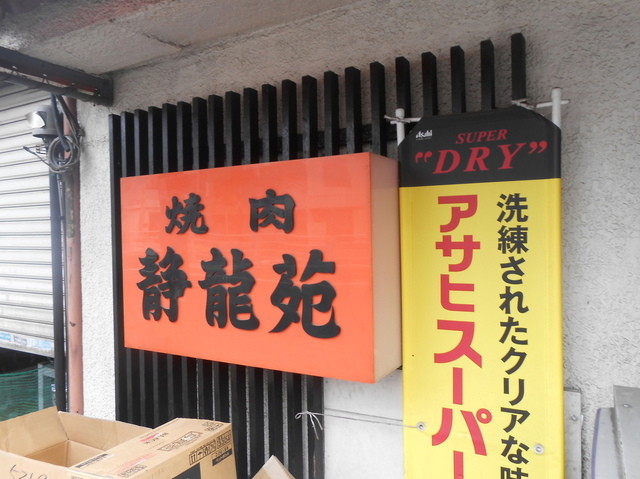 焼肉
静龍苑
Asahi
SUPER
"DRY"
洗練されたクリアな味
アサヒスーパー